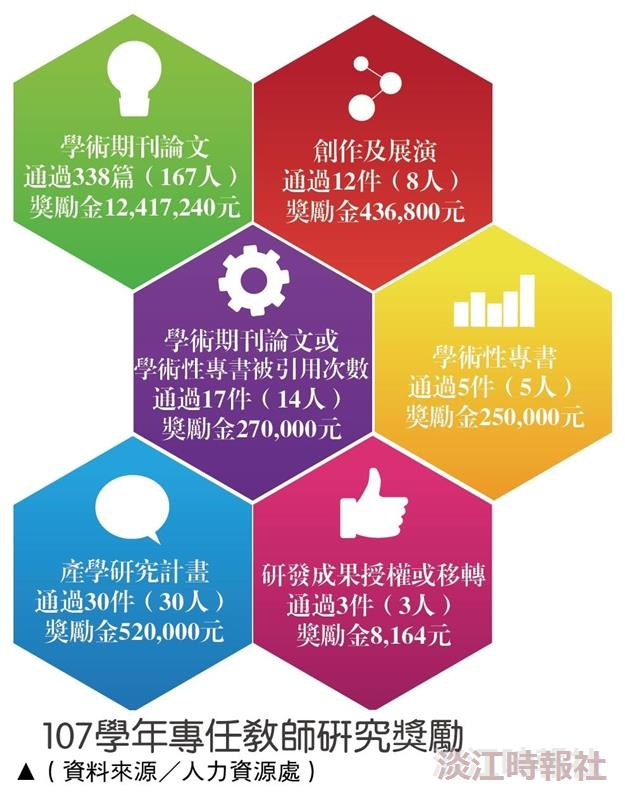 學術期刊論文
通過338篇（167人）
獎勵金12,417,240元
創作及展演
通過12件（8人）
獎勵金436,800元
學術期刊論文或
學術性專書被引用次數
通過17件（14人）
獎勵金270,000元
學術性專書
通過5件（5人）
獎勵金250,000元
產學研究計畫
通過30件（30人）
獎勵金520,000元
研發成果授權或移轉
通過3件（3人）
獎勵金8,164元
107學年專任教師研究獎勵
▲（資料來源／人力資源處）
淡江時報社